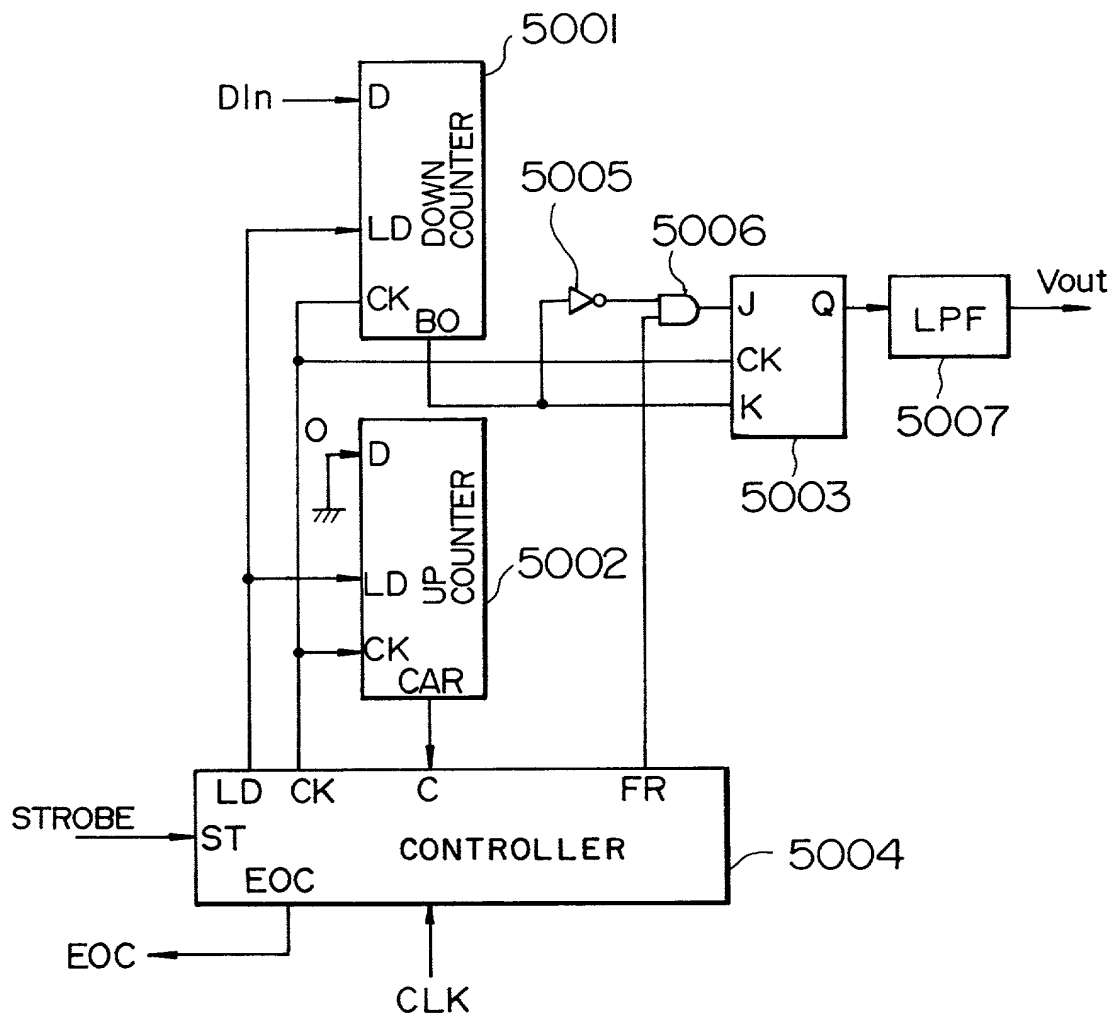 5001
DIn
D
DOWN
COUNTER
LD
CK
BO
5005
5006
J
Q
CK
K
LPF
Vout
5003
5007
0
D
UP
COUNTER
LD
CK
CAR
5002
LD
CK
C
FR
STROBE
ST
CONTROLLER
5004
EOC
EOC
CLK